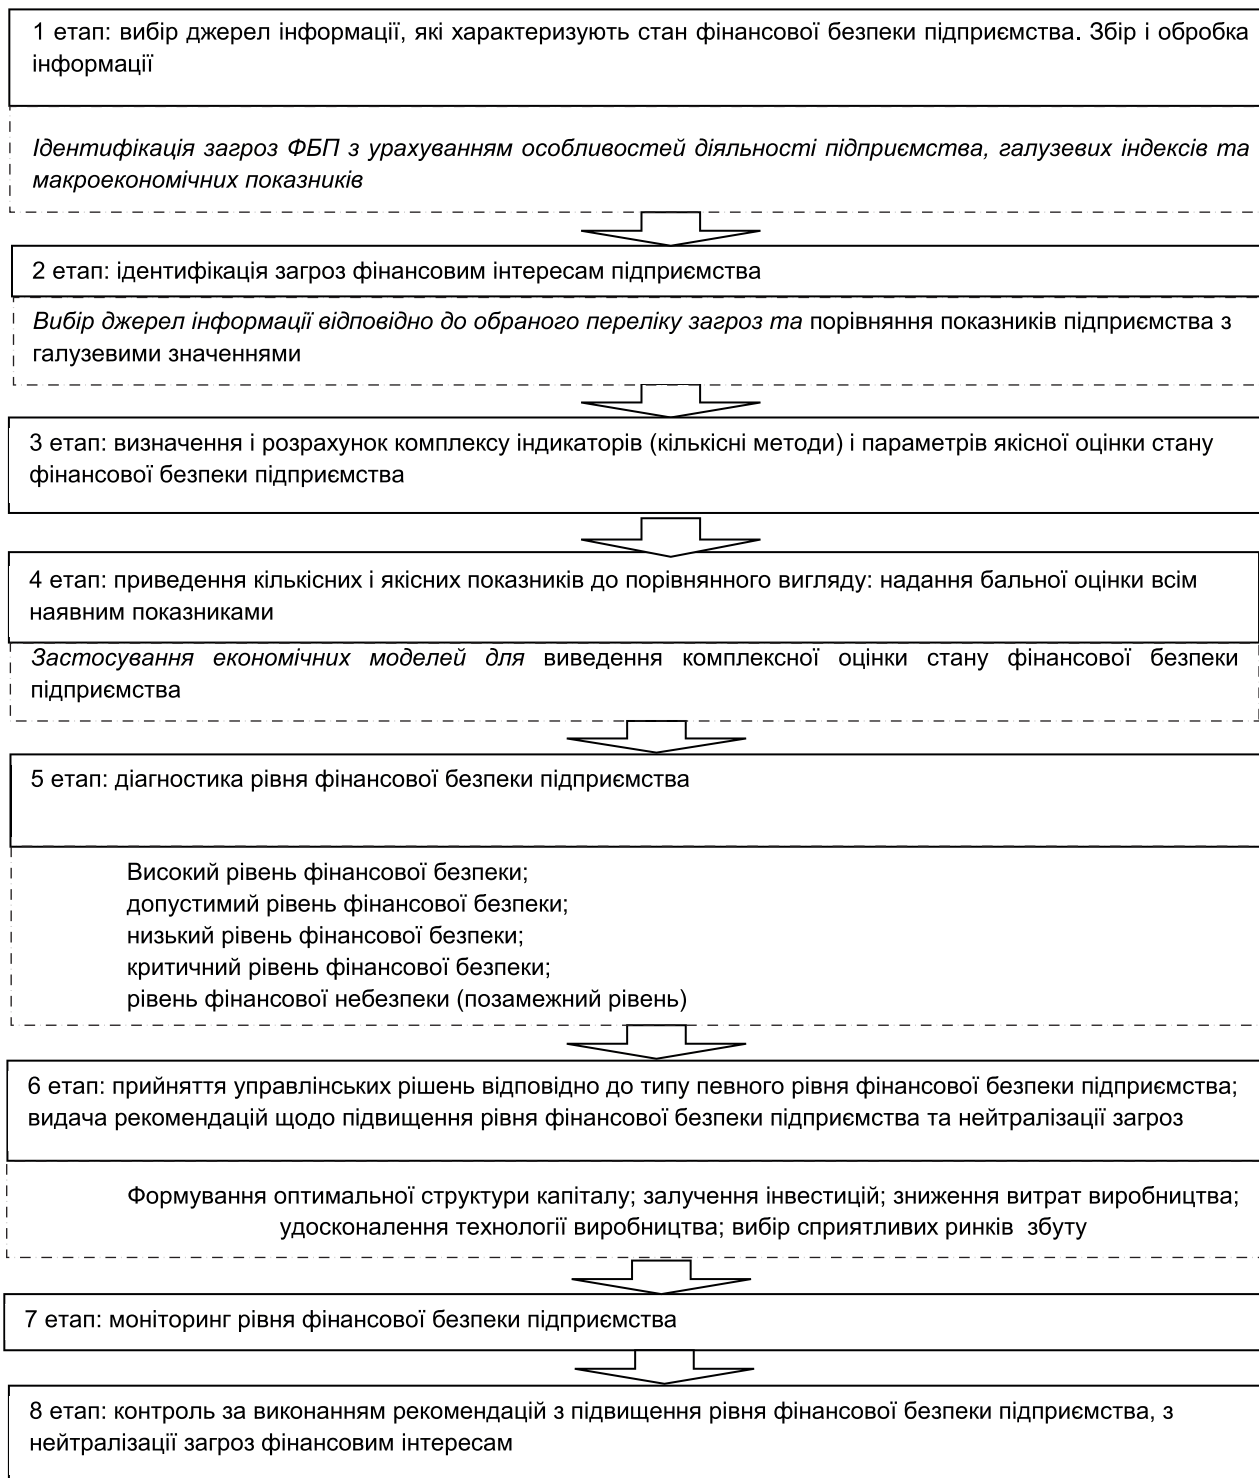 1 етап: вибір джерел інформації, які характеризують стан фінансової безпеки підприємства. Збір і обробка
інформації
Ідентифікація загроз ФБП з урахуванням особливостей діяльності підприємства, галузевих індексів та
макроекономічних показників
2 етап: ідентифікація загроз фінансовим інтересам підприємства
Вибір джерел інформації відповідно до обраного переліку загроз та порівняння показників підприємства з
галузевими значеннями
3 етап: визначення і розрахунок комплексу індикаторів (кількісні методи) і параметрів якісної оцінки стану
фінансової безпеки підприємства
4 етап: приведення кількісних і якісних показників до порівнянного вигляду: надання бальної оцінки всім
наявним показниками
Застосування економічних моделей для виведення комплексної оцінки стану фінансової безпеки
підприємства
5 етап: діагностика рівня фінансової безпеки підприємства
Високий рівень фінансової безпеки;
допустимий рівень фінансової безпеки;
низький рівень фінансової безпеки;
критичний рівень фінансової безпеки;
рівень фінансової небезпеки (позамежний рівень)
6 етап: прийняття управлінських рішень відповідно до типу певного рівня фінансової безпеки підприємства;
видача рекомендацій щодо підвищення рівня фінансової безпеки підприємства та нейтралізації загроз
Формування оптимальної структури капіталу; залучення інвестицій; зниження витрат виробництва;
удосконалення технології виробництва; вибір сприятливих ринків збуту
7 етап: моніторинг рівня фінансової безпеки підприємства
8 етап: контроль за виконанням рекомендацій з підвищення рівня фінансової безпеки підприємства, з
нейтралізації загроз фінансовим інтересам